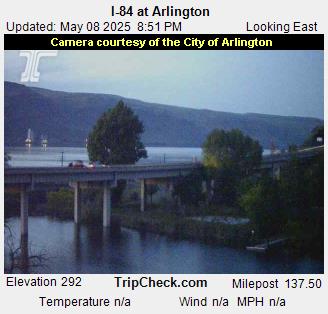 I-84 at Arlington
Updated: May 08 2025 8:51 PM Looking East
Camera courtesy of the City of Arlington
Elevation 292 TripCheck.com Milepost 137.50
Temperature n/a Wind n/a MPH n/a